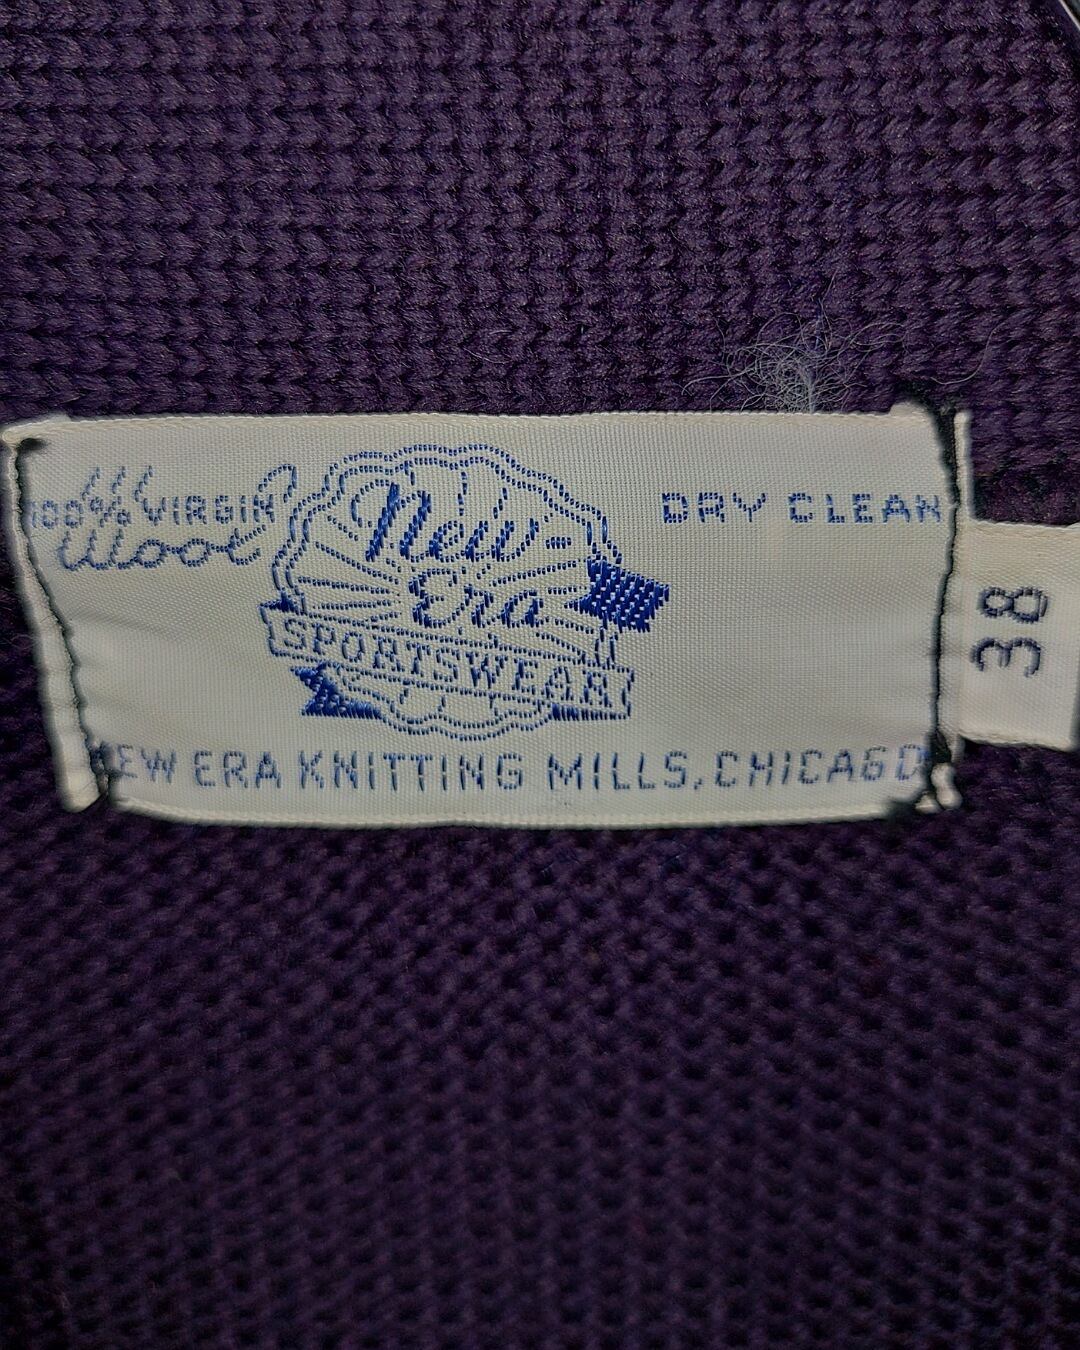 100% VIRGIN
Wool
New-
Era
SPORTSWEAR
DRY CLEAN
NEW ERA KNITTING MILLS, CHICAGO
38